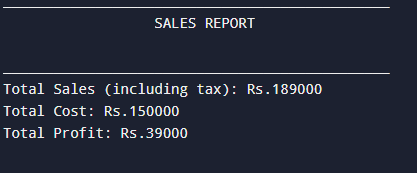 SALES REPORT
Total Sales (including tax): Rs.189000
Total Cost: Rs.150000
Total Profit: Rs.39000